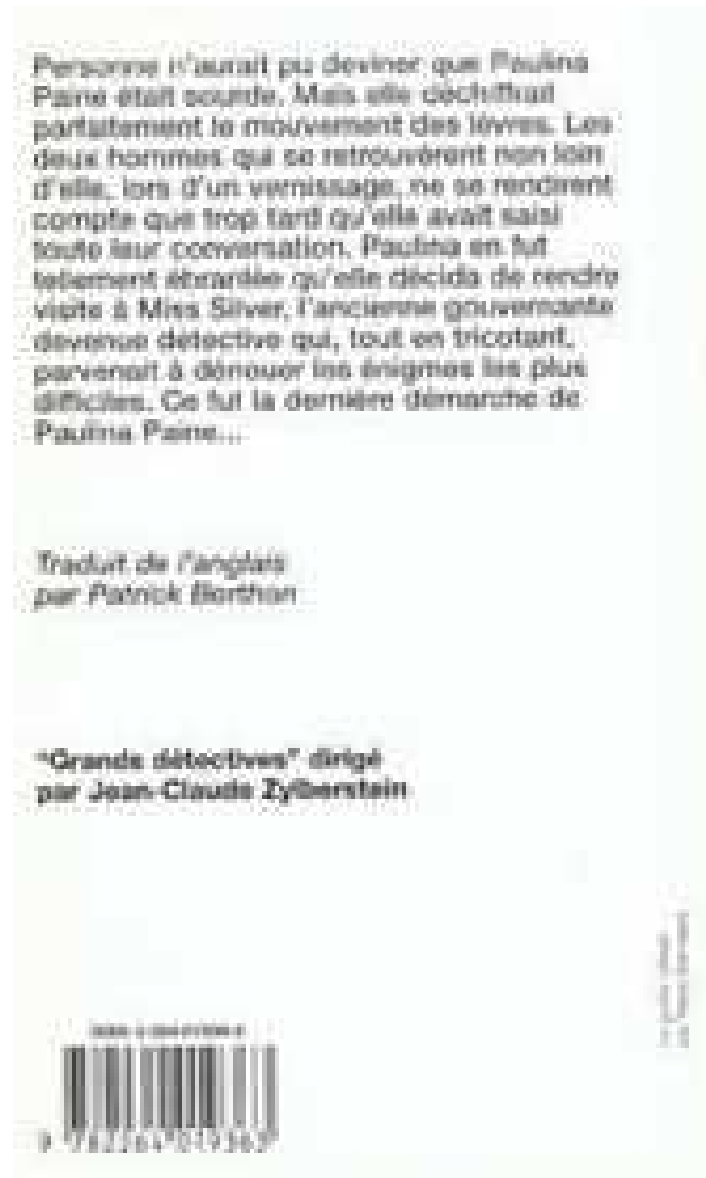 Personne n'aurait pu deviner que Paulina
Paine était sourde. Mais elle déchiffrait
parfaitement le mouvement des lèvres. Les
deux hommes qui se retrouvèrent non loin
d'elle, lors d'un vernissage, ne se rendirent
compte que trop tard qu'elle avait saisi
toute leur conversation. Paulina en fut
tellement ébranlée qu'elle décida de rendre
visite à Miss Silver, l'ancienne gouvernante
devenue détective qui, tout en tricotant,
parvenait à dénouer les énigmes les plus
difficiles. Ce fut la dernière démarche de
Paulina Paine...
Traduit de l'anglais
par Patrick Berthon
"Grands détectives" dirigé
par Jean-Claude Zylberstein
ISBN
9 782264 019363